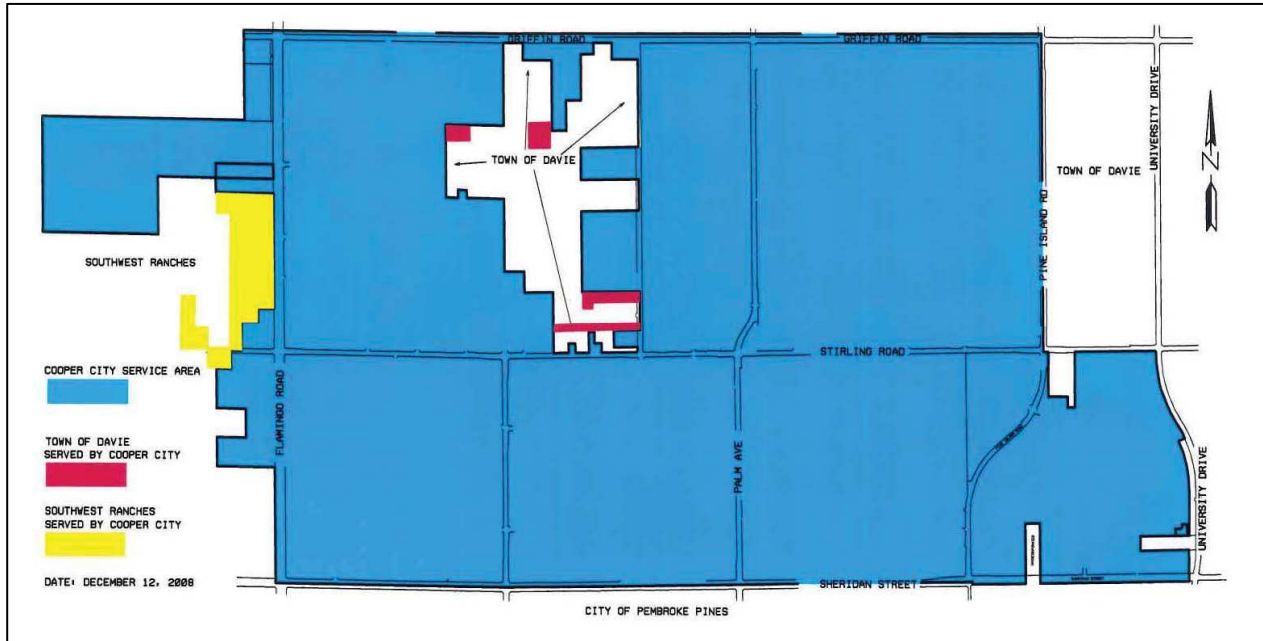 GRIFFIN ROAD
GRIFFIN ROAD
UNIVERSITY DRIVE
TOWN OF DAVIE
TOWN OF DAVIE
PINE ISLAND RD
N
SOUTHWEST RANCHES
STIRLING ROAD
COOPER CITY SERVICE AREA
FLAMINGO ROAD
TOWN OF DAVIE
SERVED BY COOPER CITY
PALM AVE
UNIVERSITY DRIVE
SOUTHWEST RANCHES
SERVED BY COOPER CITY
DATE: DECEMBER 12, 2008
SHERIDAN STREET
SHERIDAN STREET
CITY OF PEMBROKE PINES